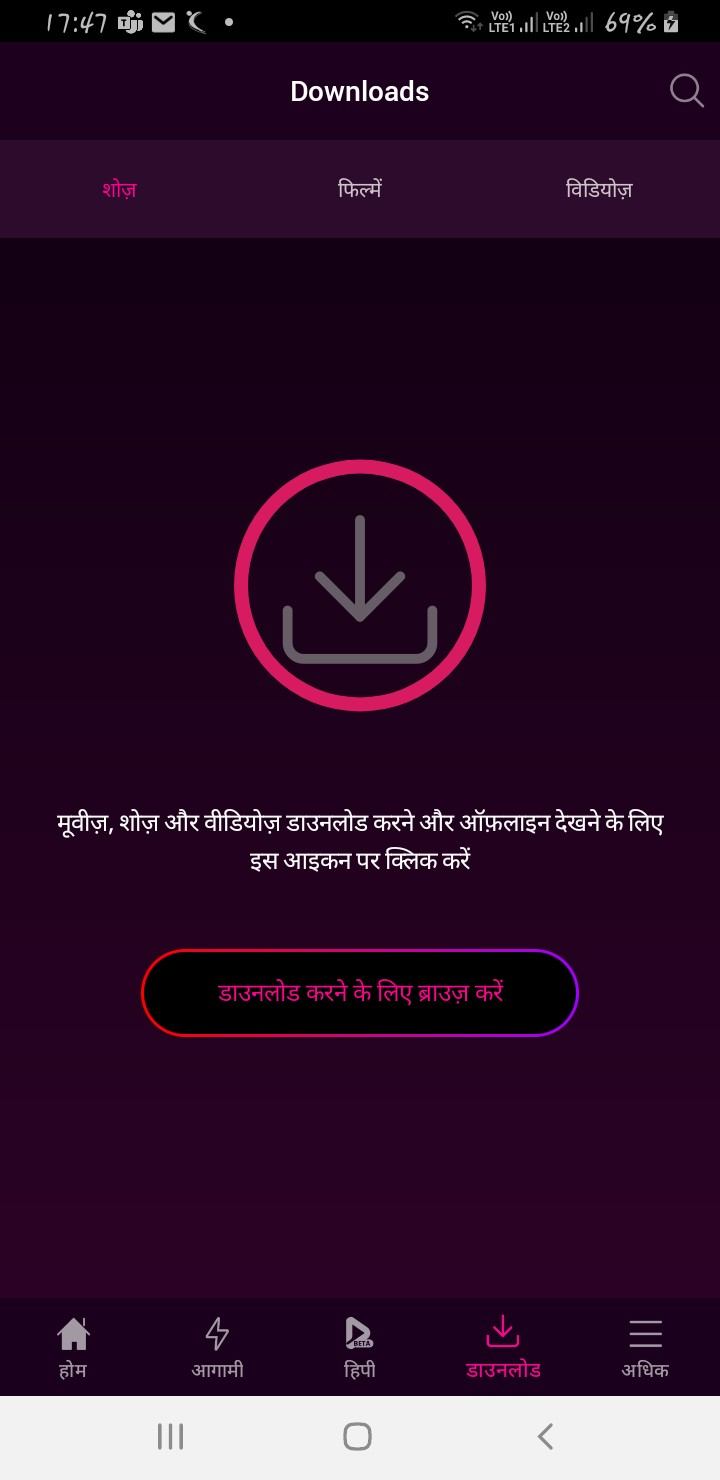 17:47
Vo) LTE1 Vo) LTE2 69%
Downloads
शोज़ फिल्में विडियोज़
मूवीज़, शोज़ और वीडियोज़ डाउनलोड करने और ऑफ़लाइन देखने के लिए
इस आइकन पर क्लिक करें
डाउनलोड करने के लिए ब्राउज़ करें
BETA
होम आगामी हिपी डाउनलोड अधिक